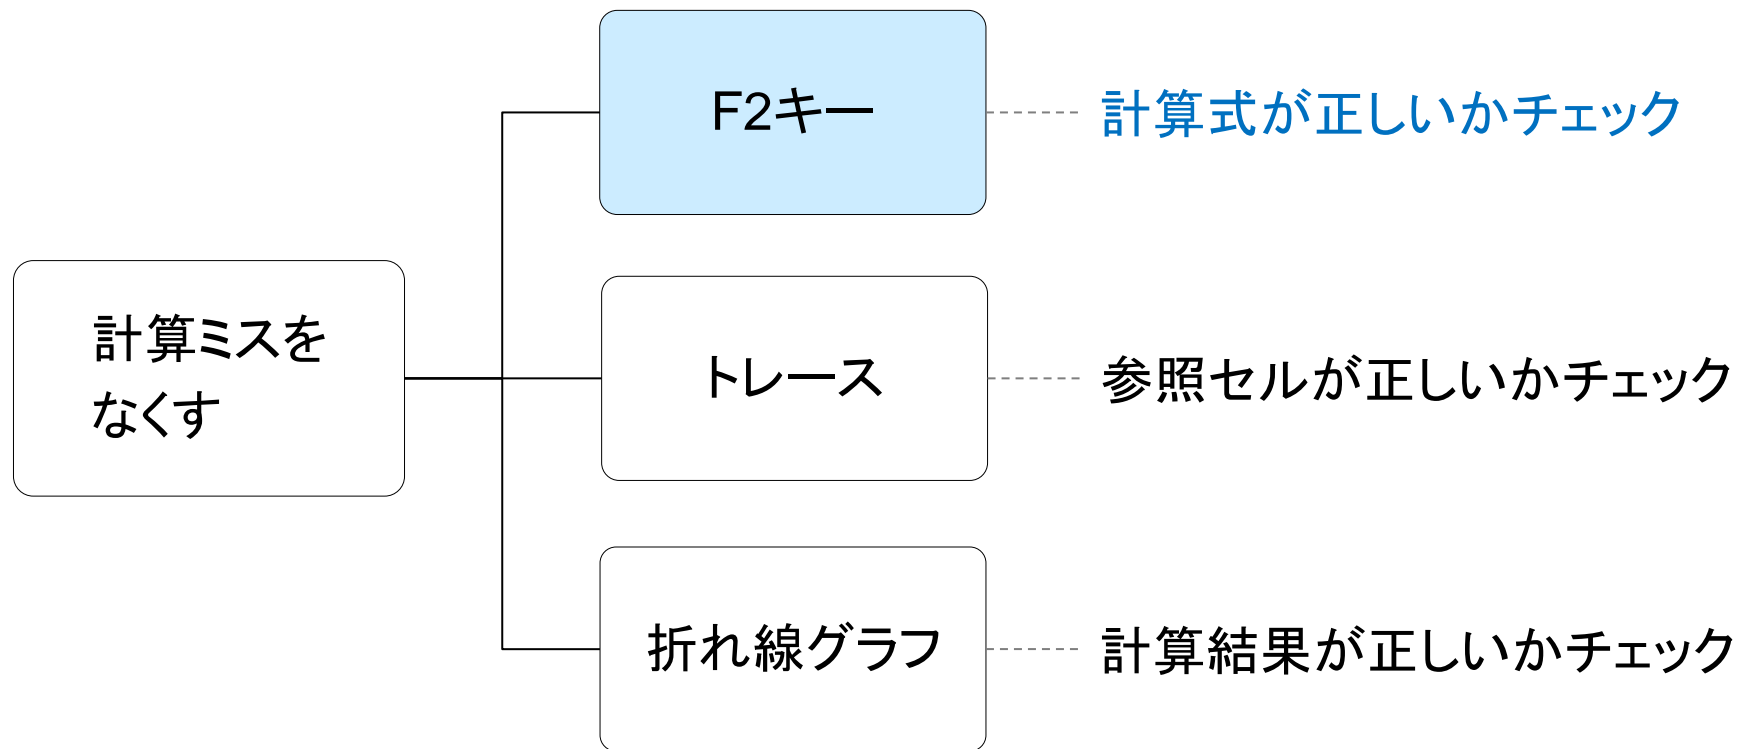 計算ミスを
なくす
F2キー
計算式が正しいかチェック
トレース
参照セルが正しいかチェック
折れ線グラフ
計算結果が正しいかチェック